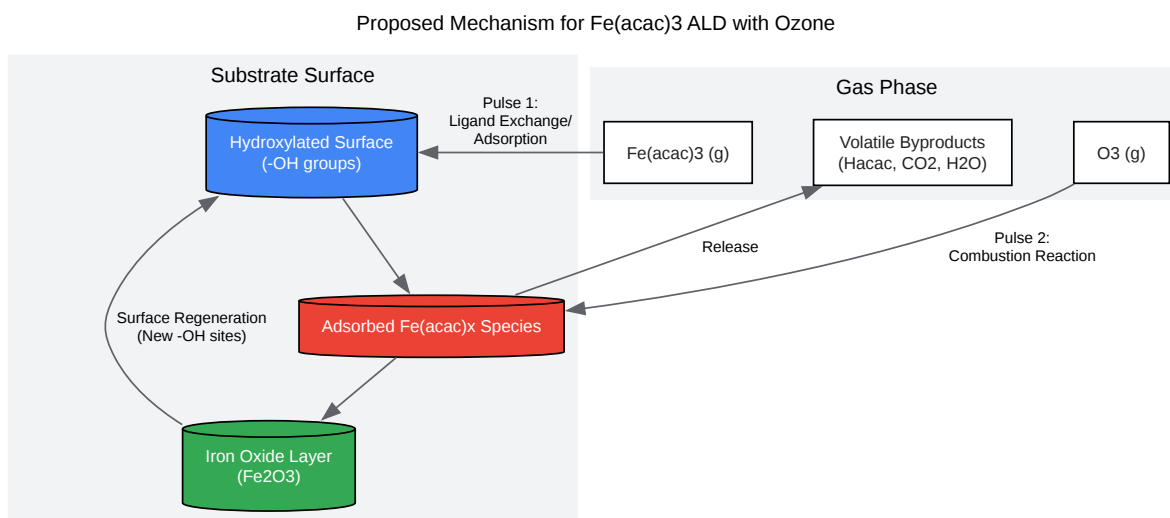 Proposed Mechanism for Fe(acac)3 ALD with Ozone
Substrate Surface
Gas Phase
Pulse 1:
Ligand Exchange/
Adsorption
Hydroxylated Surface
(-OH groups)
Fe(acac)3 (g)
Volatile Byproducts
(Hacac, CO2, H2O)
O3 (g)
Release
Pulse 2:
Combustion Reaction
Surface Regeneration
(New -OH sites)
Adsorbed Fe(acac)x Species
Iron Oxide Layer
(Fe2O3)